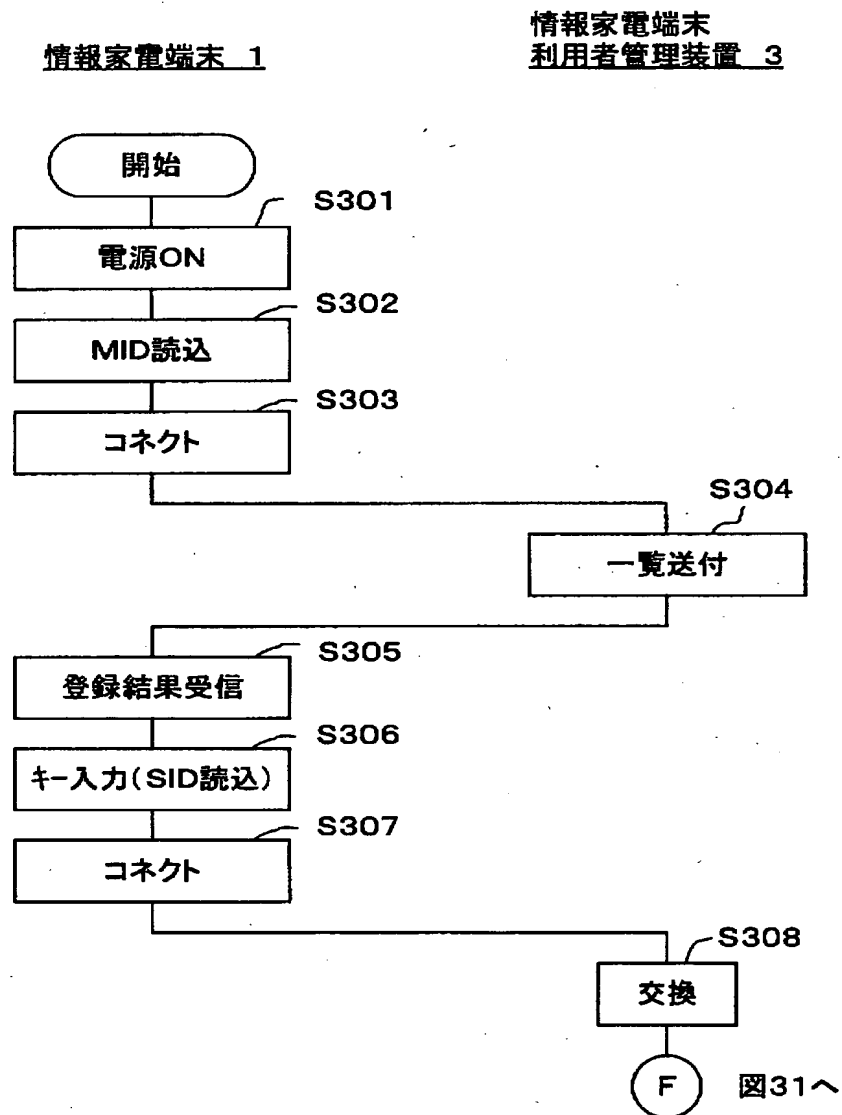 情報家電端末 1
情報家電端末
利用者管理装置 3
開始
S301
電源ON
S302
MID読込
S303
コネクト
S304
一覧送付
S305
登録結果受信
S306
キー入力(SID読込)
S307
コネクト
S308
交換
F
図31へ